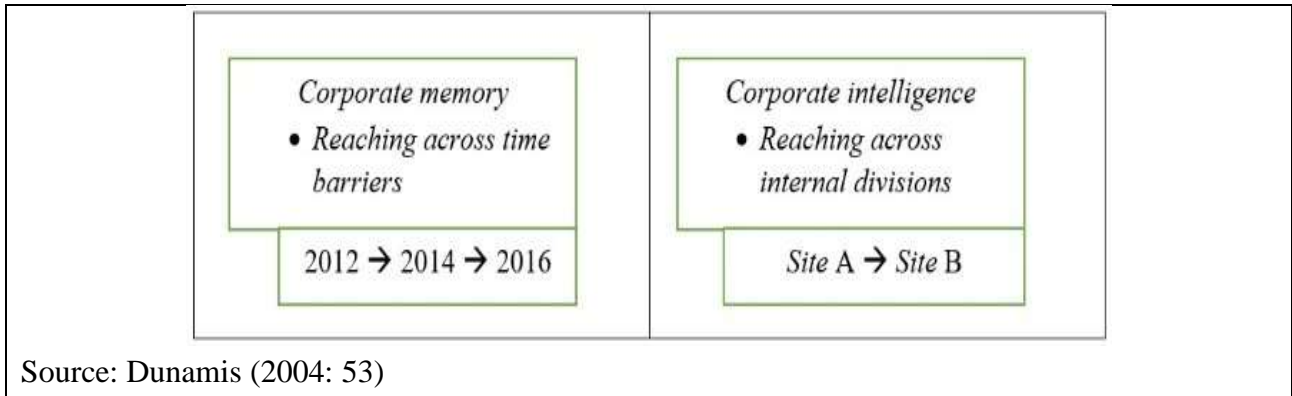 Corporate memory
• Reaching across time
barriers
2012 → 2014 → 2016
Corporate intelligence
• Reaching across
internal divisions
Site A → Site B
Source: Dunamis (2004: 53)